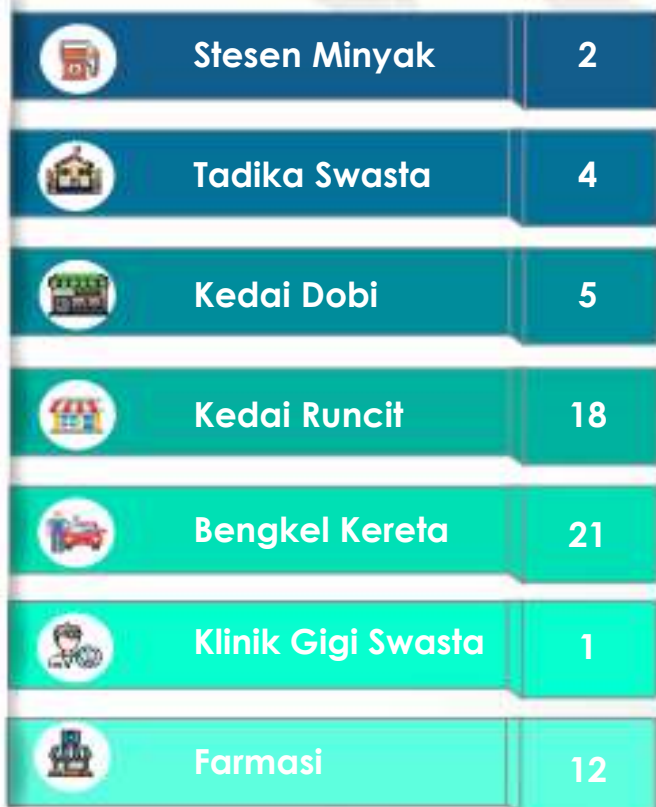 Stesen Minyak 2
Tadika Swasta 4
Kedai Dobi 5
Kedai Runcit 18
Bengkel Kereta 21
Klinik Gigi Swasta 1
Farmasi 12